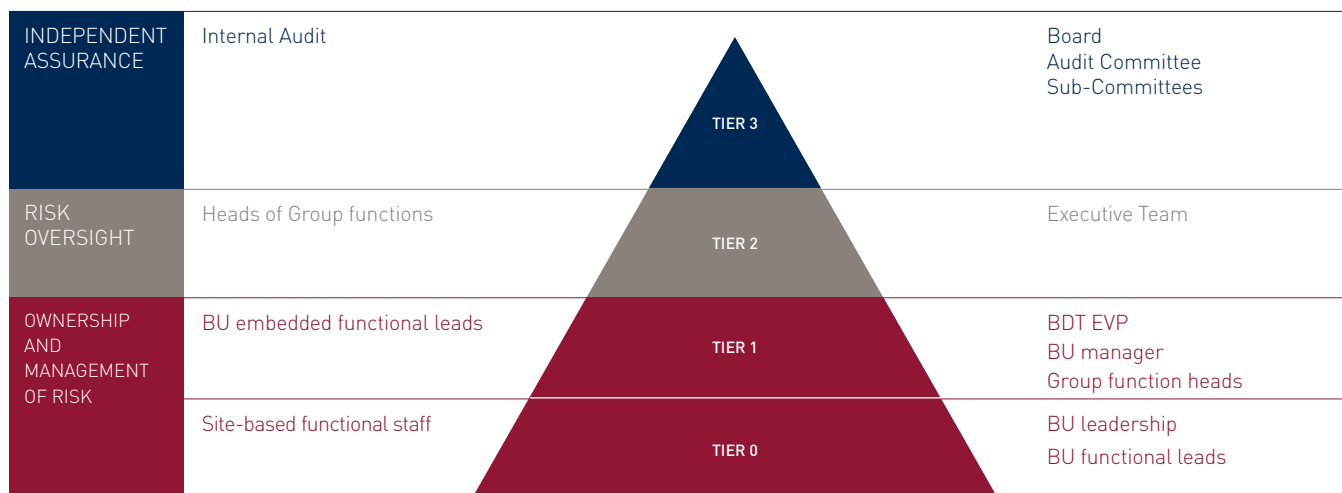 INDEPENDENT
ASSURANCE
Internal Audit
TIER 3
Board
Audit Committee
Sub-Committees
RISK
OVERSIGHT
Heads of Group functions
TIER 2
Executive Team
OWNERSHIP
AND
MANAGEMENT
OF RISK
BU embedded functional leads
TIER 1
BDT EVP
BU manager
Group function heads
Site-based functional staff
TIER 0
BU leadership
BU functional leads